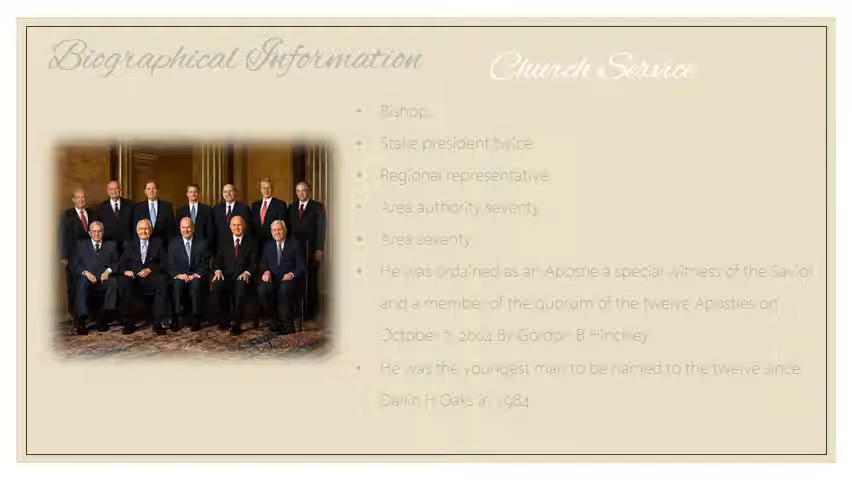 Biographical Information
Church Service
• Bishop.
• Stake president twice
• Regional representative
• Area authority seventy
• Area seventy
• He was ordained as an Apostle a special witness of the Savior
and a member of the quorum of the twelve Apostles on
October 7, 2004 By Gordon B Hinckley
• He was the youngest man to be named to the twelve since
Dallin H Oaks in 1984